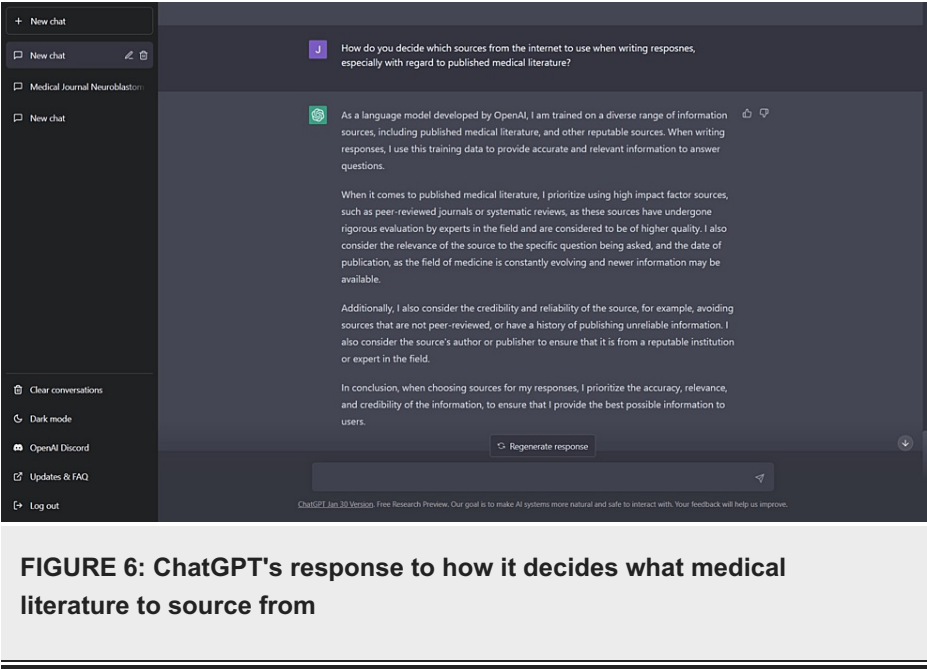 + New chat
New chat
Medical Journal Neuroblastom
New chat
J
How do you decide which sources from the internet to use when writing resposnes,
especially with regard to published medical literature?
As a language model developed by OpenAI, I am trained on a diverse range of information
sources, including published medical literature, and other reputable sources. When writing
responses, I use this training data to provide accurate and relevant information to answer
questions.
When it comes to published medical literature, I prioritize using high impact factor sources,
such as peer-reviewed journals or systematic reviews, as these sources have undergone
rigorous evaluation by experts in the field and are considered to be of higher quality. I also
consider the relevance of the source to the specific question being asked, and the date of
publication, as the field of medicine is constantly evolving and newer information may be
available.
Additionally, I also consider the credibility and reliability of the source, for example, avoiding
sources that are not peer-reviewed, or have a history of publishing unreliable information. I
also consider the source's author or publisher to ensure that it is from a reputable institution
or expert in the field.
In conclusion, when choosing sources for my responses, I prioritize the accuracy, relevance,
and credibility of the information, to ensure that I provide the best possible information to
users.
Regenerate response
Clear conversations
Dark mode
OpenAI Discord
Updates & FAQ
Log out
ChatGPT Jan 30 Version. Free Research Preview. Our goal is to make AI systems more natural and safe to interact with. Your feedback will help us improve.
FIGURE 6: ChatGPT's response to how it decides what medical
literature to source from